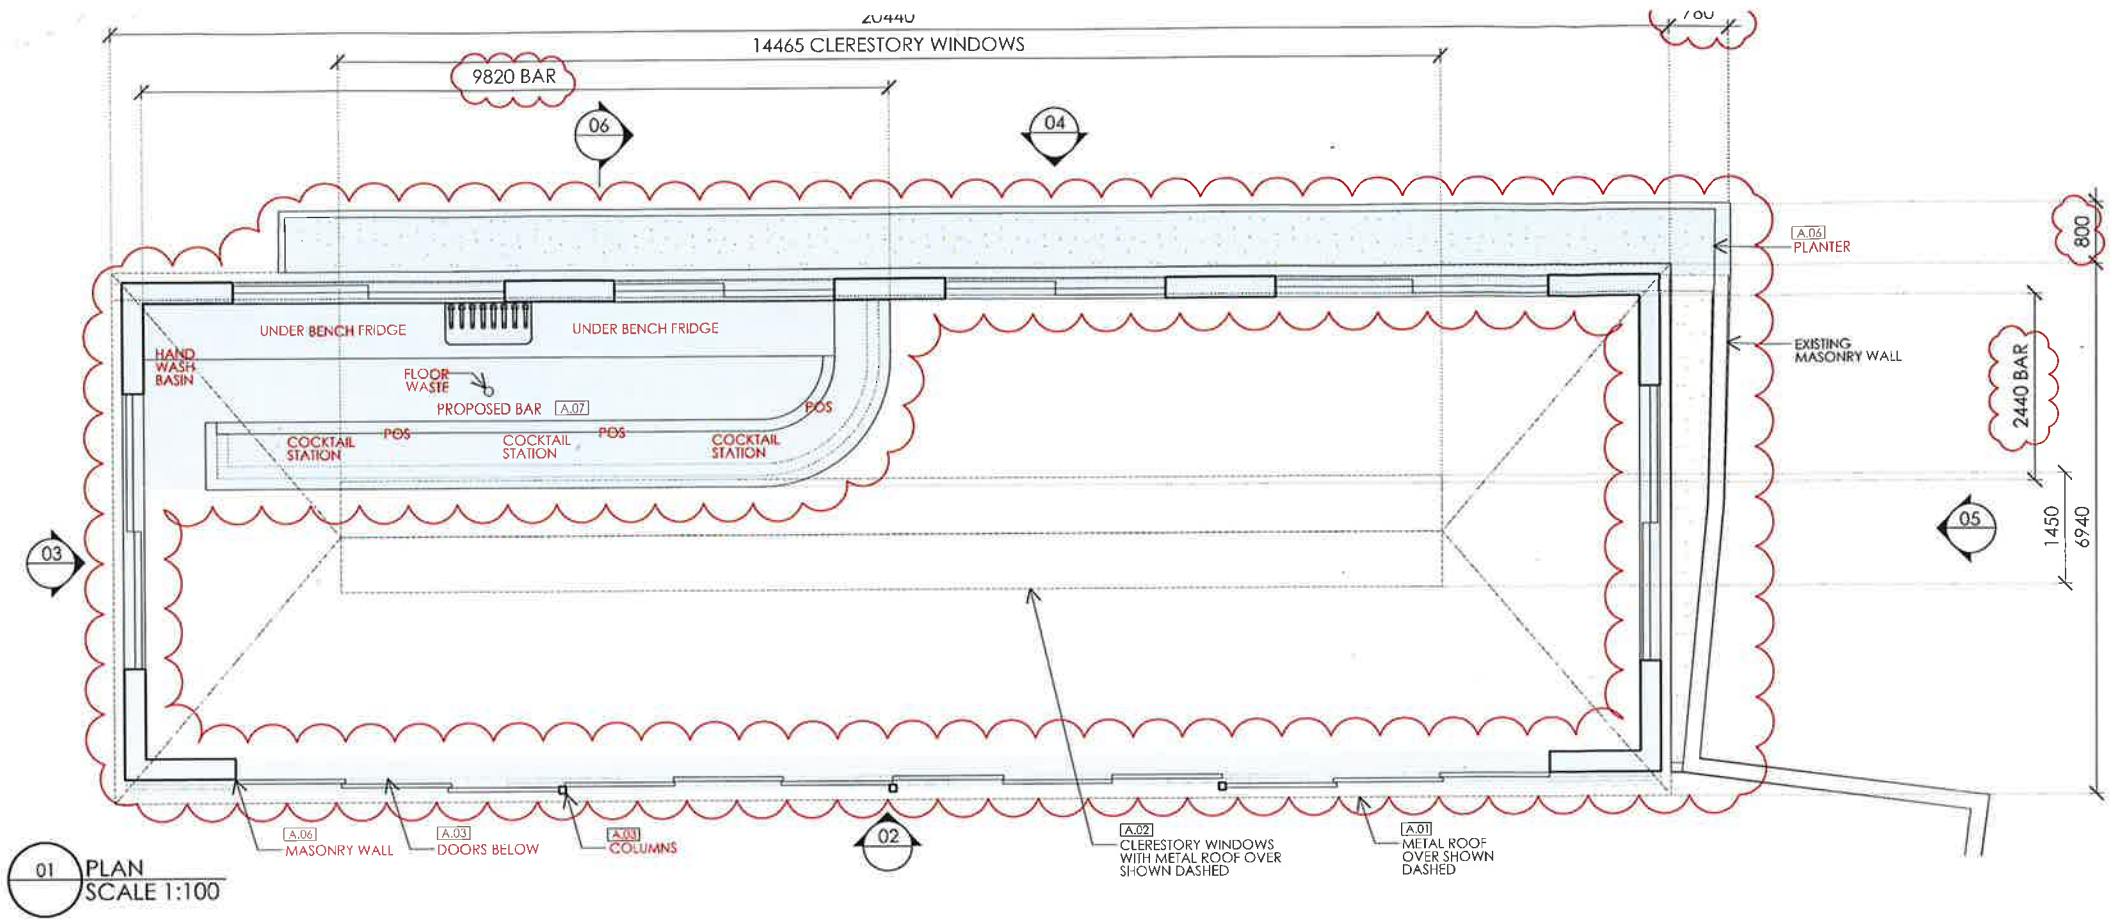 20440
780
14465 CLERESTORY WINDOWS
9820 BAR
06
04
800
A.06
PLANTER
UNDER BENCH FRIDGE
UNDER BENCH FRIDGE
HAND
WASH
BASIN
EXISTING
MASONRY WALL
2440 BAR
FLOOR
WASTE
PROPOSED BAR A.07
POS
POS
POS
COCKTAIL
STATION
COCKTAIL
STATION
COCKTAIL
STATION
03
05
1450
6940
A.06
MASONRY WALL
A.03
DOORS BELOW
A.03
COLUMNS
02
A.02
CLERESTORY WINDOWS
WITH METAL ROOF OVER
SHOWN DASHED
A.01
METAL ROOF
OVER SHOWN
DASHED
01
PLAN
SCALE 1:100